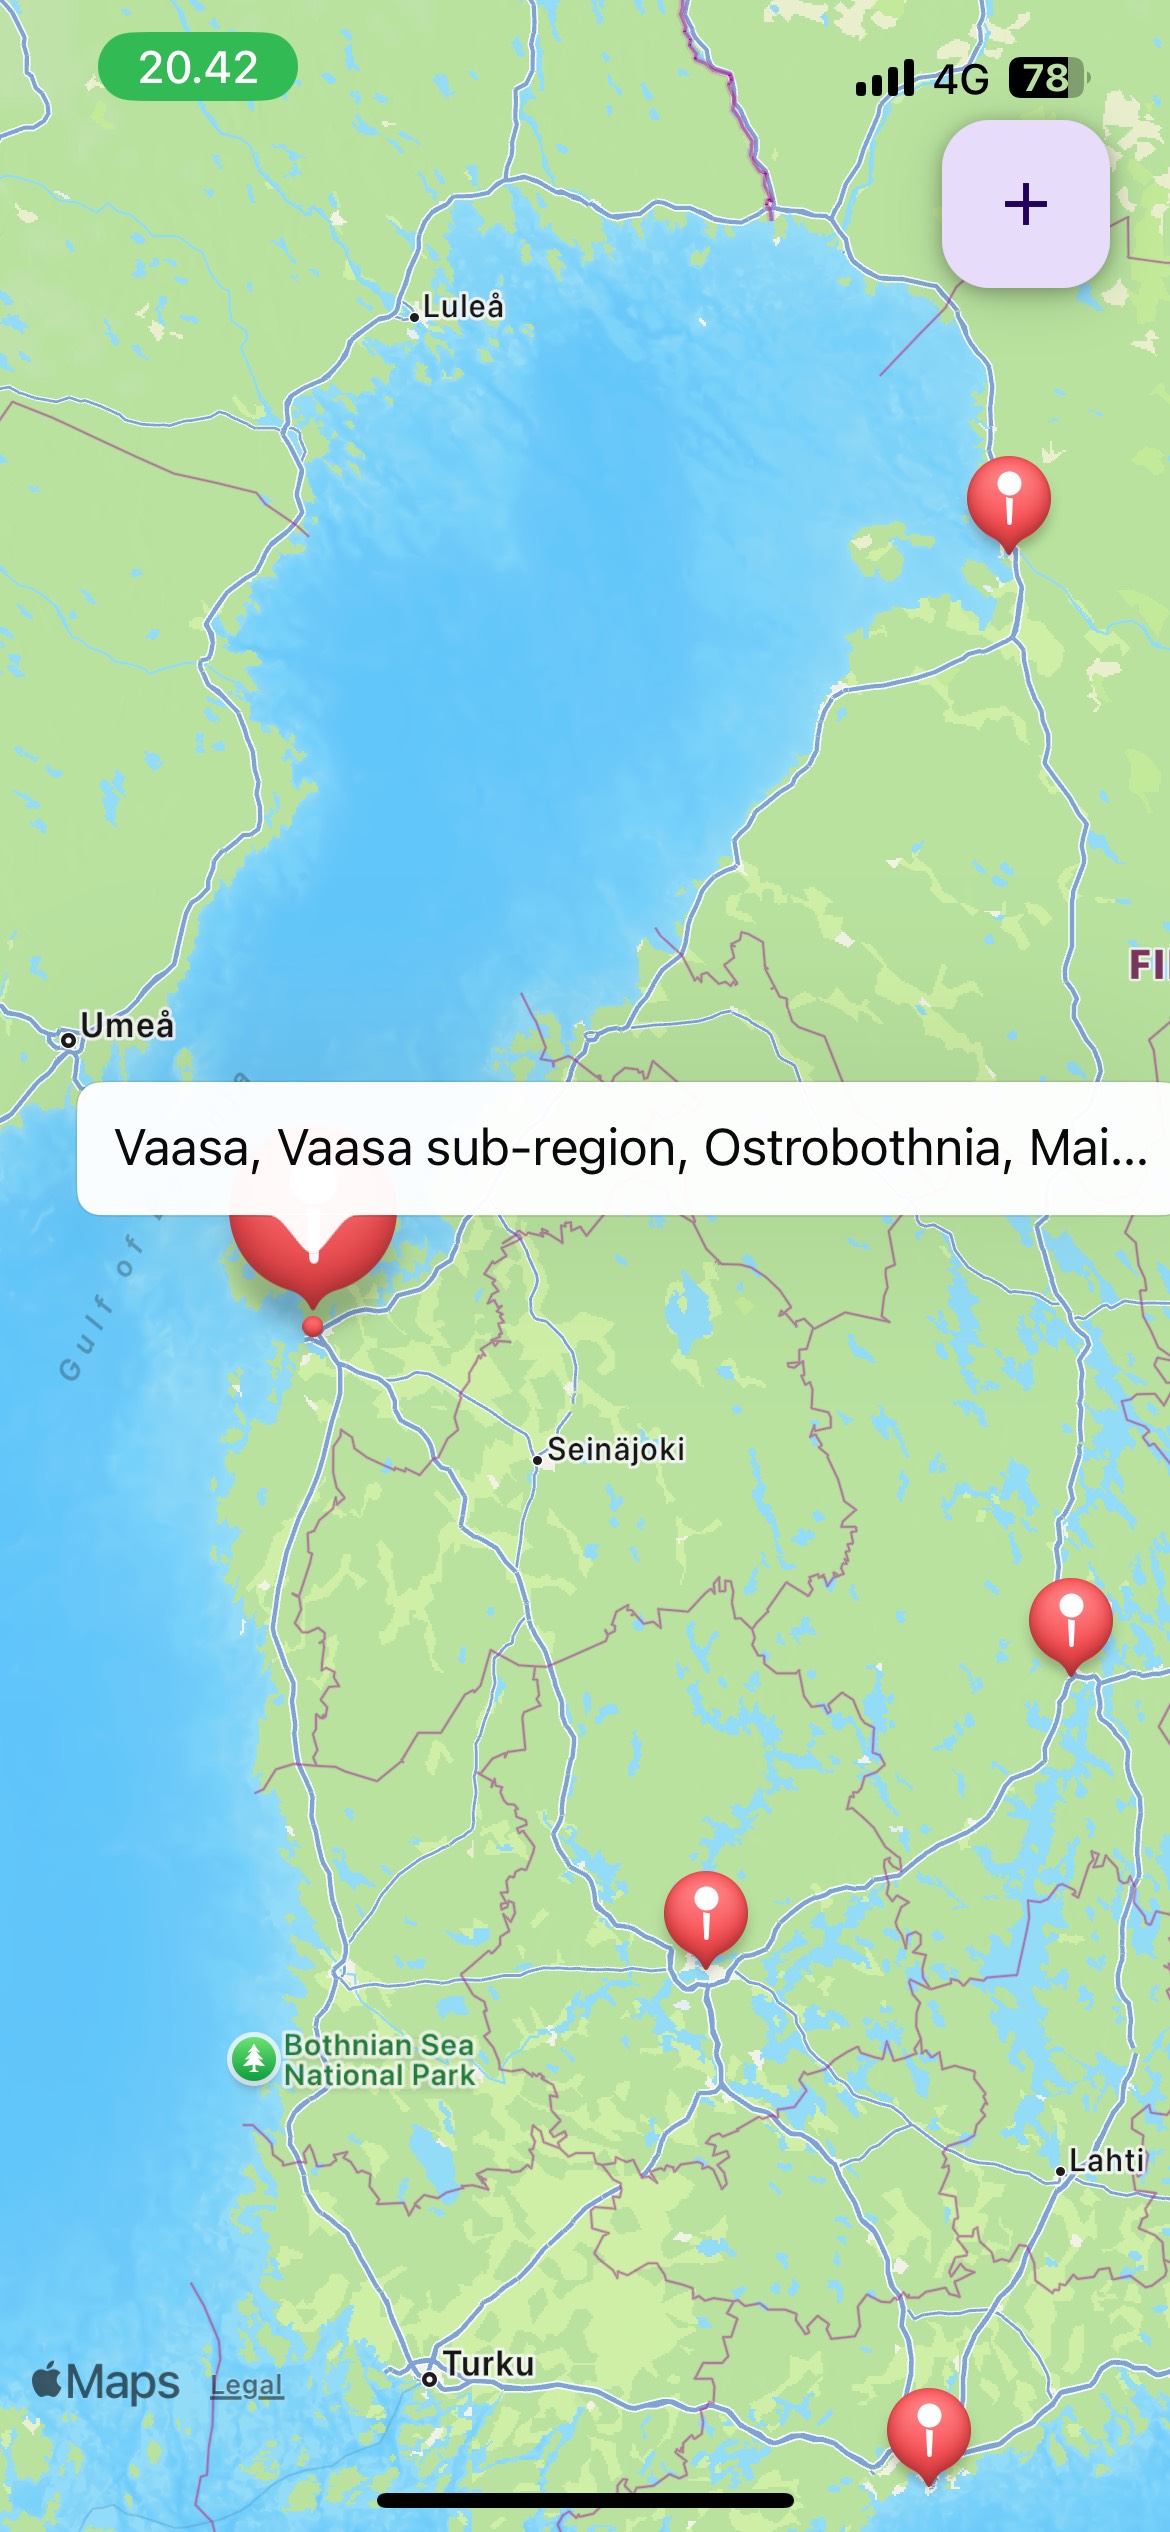 20.42
4G 78
+
Luleå
FI
Umeå
Vaasa, Vaasa sub-region, Ostrobothnia, Mai...
Gulf of
Seinäjoki
Bothnian Sea
National Park
Lahti
Turku
Maps Legal